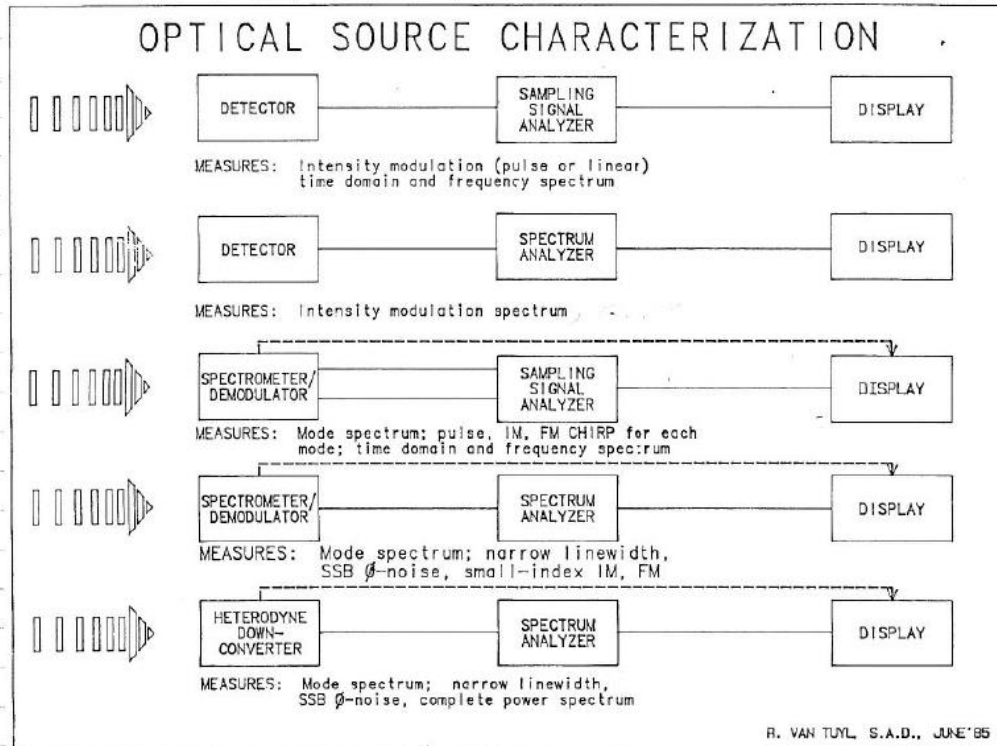 OPTICAL SOURCE CHARACTERIZATION
DETECTOR
SAMPLING
SIGNAL
ANALYZER
DISPLAY
MEASURES: Intensity modulation (pulse or linear)
time domain and frequency spectrum
DETECTOR
SPECTRUM
ANALYZER
DISPLAY
MEASURES: Intensity modulation spectrum
SPECTROMETER/
DEMODULATOR
SAMPLING
SIGNAL
ANALYZER
DISPLAY
MEASURES: Mode spectrum; pulse, IM, FM CHIRP for each
mode; time domain and frequency spectrum
SPECTROMETER/
DEMODULATOR
SPECTRUM
ANALYZER
DISPLAY
MEASURES: Mode spectrum; narrow linewidth,
SSB Ø-noise, small-index IM, FM
HETERODYNE
DOWN-
CONVERTER
SPECTRUM
ANALYZER
DISPLAY
MEASURES: Mode spectrum; narrow linewidth,
SSB Ø-noise, complete power spectrum
R. VAN TUYL, S.A.D., JUNE'85